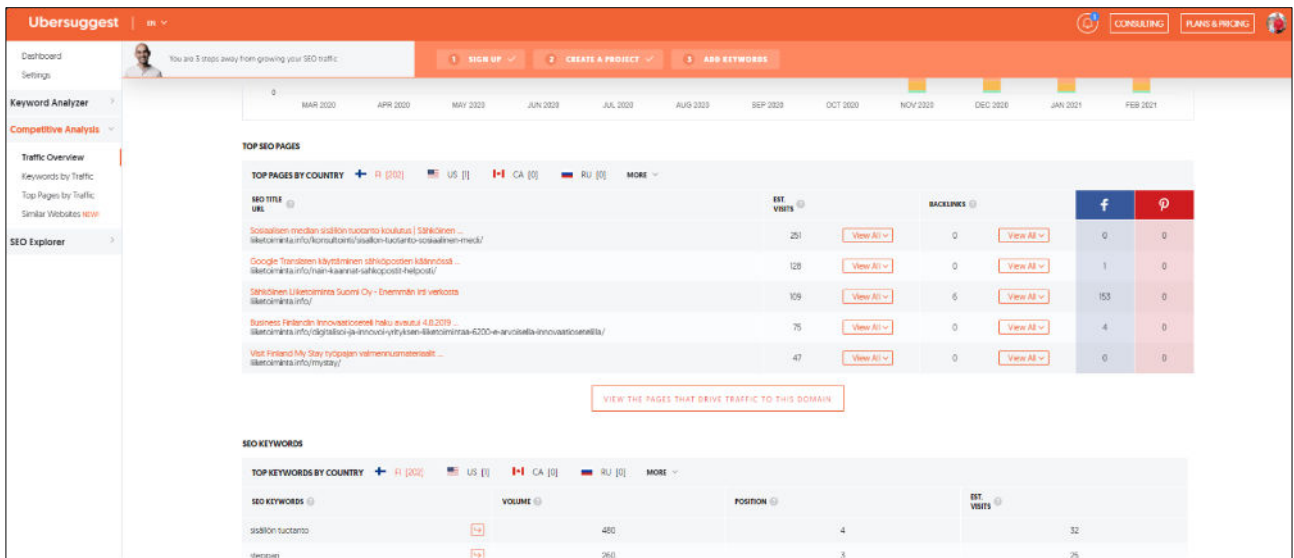 Ubersuggest EN
CONSULTING PLANS & PRICING
Dashboard
Settings
Keyword Analyzer
Competitive Analysis
Traffic Overview
Keywords by Traffic
Top Pages by Traffic
Similar Websites NEW!
SEO Explorer
You are 3 steps away from growing your SEO traffic
1 SIGN UP 2 CREATE A PROJECT 3 ADD KEYWORDS
0
MAR 2020 APR 2020 MAY 2020 JUN 2020 JUL 2020 AUG 2020 SEP 2020 OCT 2020 NOV 2020 DEC 2020 JAN 2021 FEB 2021
TOP SEO PAGES
TOP PAGES BY COUNTRY FI [202] US [1] CA [0] RU [0] MORE
SEO TITLE
URL
EST.
VISITS
BACKLINKS
Sosiaalisen median sisällön tuotanto koulutus | Sähköinen ...
liiketoiminta.info/konsultointi/sisallon-tuotanto-sosiaalinen-medi/
251 View All 0 View All 0 0
Google Translaten käyttäminen sähköpostien käännössä ...
liiketoiminta.info/nain-kaannat-sahkopostit-helposti/
128 View All 0 View All 1 0
Sähköinen Liiketoiminta Suomi Oy - Enemmän irti verkosta
liiketoiminta.info/
109 View All 6 View All 153 0
Business Finlandin Innovaatioseteli haku avautui 4.8.2019 ...
liiketoiminta.info/digitalisoi-ja-innovoi-yrityksen-liiketoimintaa-6200-e-arvoisella-innovaatiosetelilla/
75 View All 0 View All 4 0
Visit Finland My Stay työpajan valmennusmateriaalit ...
liiketoiminta.info/mystay/
47 View All 0 View All 0 0
VIEW THE PAGES THAT DRIVE TRAFFIC TO THIS DOMAIN
SEO KEYWORDS
TOP KEYWORDS BY COUNTRY FI [202] US [1] CA [0] RU [0] MORE
SEO KEYWORDS VOLUME POSITION EST.
VISITS
sisällön tuotanto 480 4 32
260 3 25